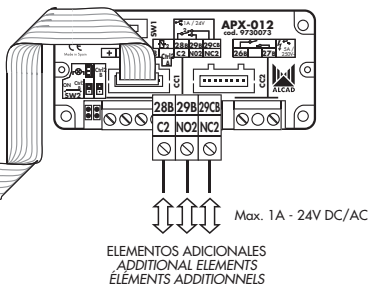 SW1
1A / 24V
APX-012
cod. 9730073
28B 29B 29CB
C2 NO2 NC2
26B 27B
5A /
250V
CE
Made in Spain
+
CC1
CC2
ALCAD
ON
SW2
28B 29B 29CB
C2 NO2 NC2
Max. 1A - 24V DC/AC
ELEMENTOS ADICIONALES
ADDITIONAL ELEMENTS
ÉLÉMENTS ADDITIONNELS